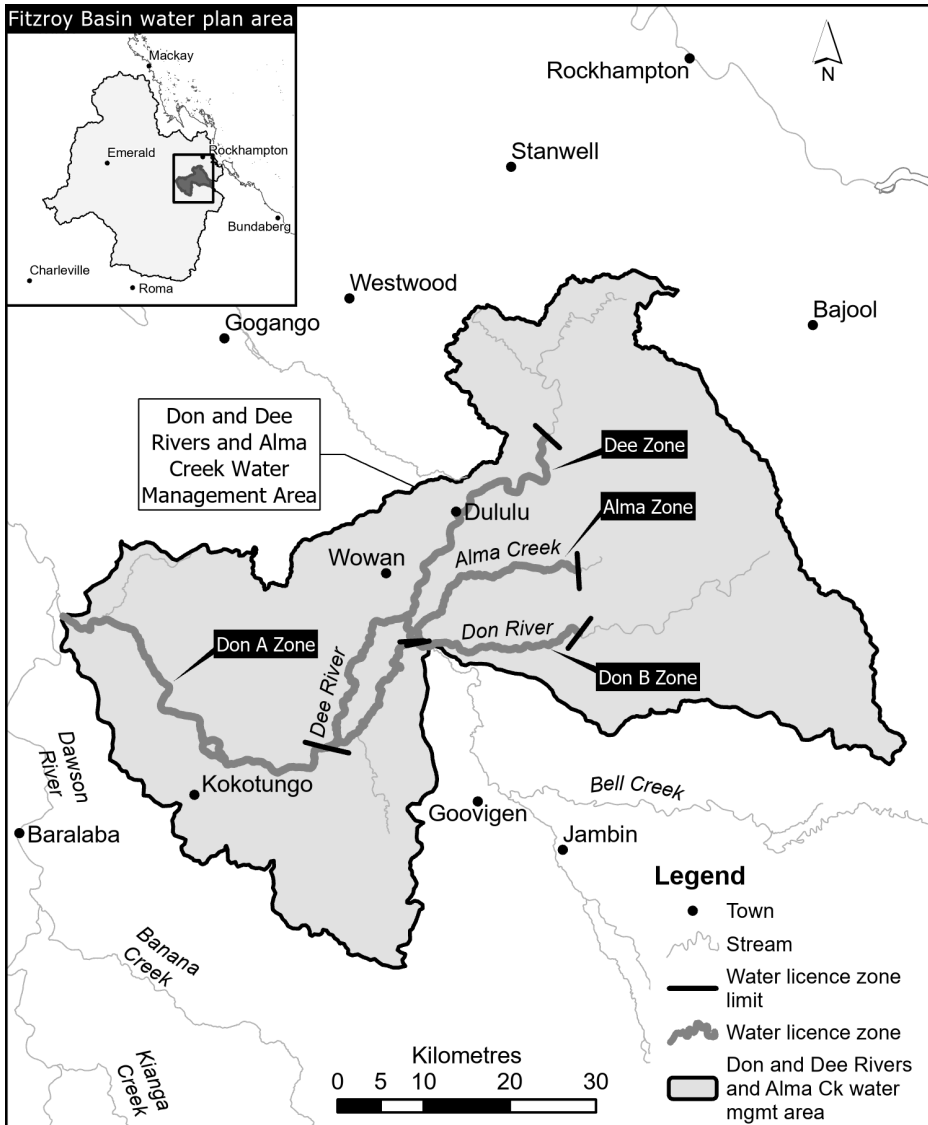 Fitzroy Basin water plan area
Mackay
Emerald
Rockhampton
Bundaberg
Charleville
Roma
Rockhampton
N
Stanwell
Westwood
Gogango
Bajool
Don and Dee
Rivers and Alma
Creek Water
Management Area
Dee Zone
Alma Zone
Dululu
Alma Creek
Wowan
Don River
Don A Zone
Dee River
Don B Zone
Dawson
River
Kokotungo
Bell Creek
Goovigen
Baralaba
Jambin
Banana
Creek
Kianga
Creek
Legend
Town
Stream
Water licence zone
limit
Water licence zone
Don and Dee Rivers
and Alma Ck water
mgmt area
Kilometres
0 5 10 20 30